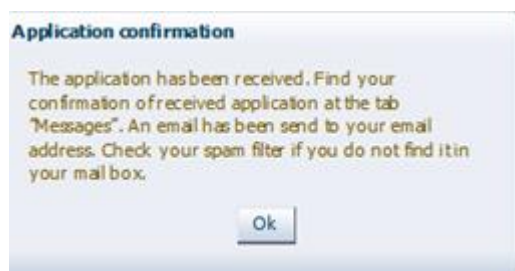 Application confirmation
The application has been received. Find your
confirmation of received application at the tab
"Messages". An email has been send to your email
address. Check your spam filter if you do not find it in
your mail box.
Ok